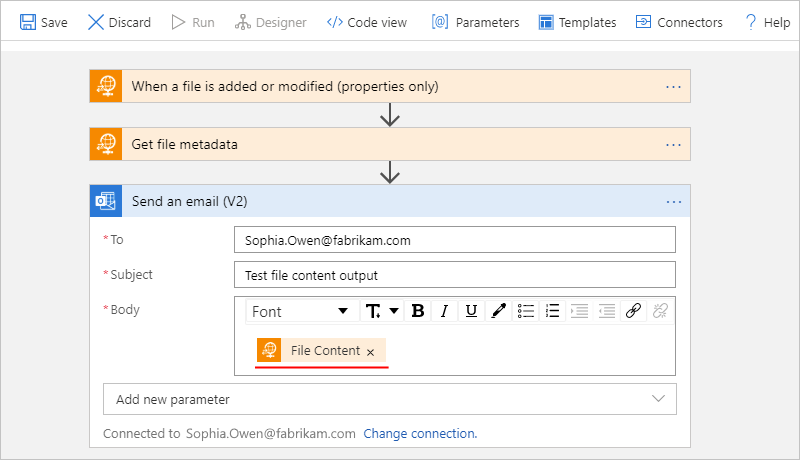 Save Discard Run Designer Code view Parameters Templates Connectors ? Help
When a file is added or modified (properties only) ...
Get file metadata ...
Send an email (V2) ...
* To Sophia.Owen@fabrikam.com
* Subject Test file content output
* Body Font T B I U
File Content ×
Add new parameter
Connected to Sophia.Owen@fabrikam.com Change connection.